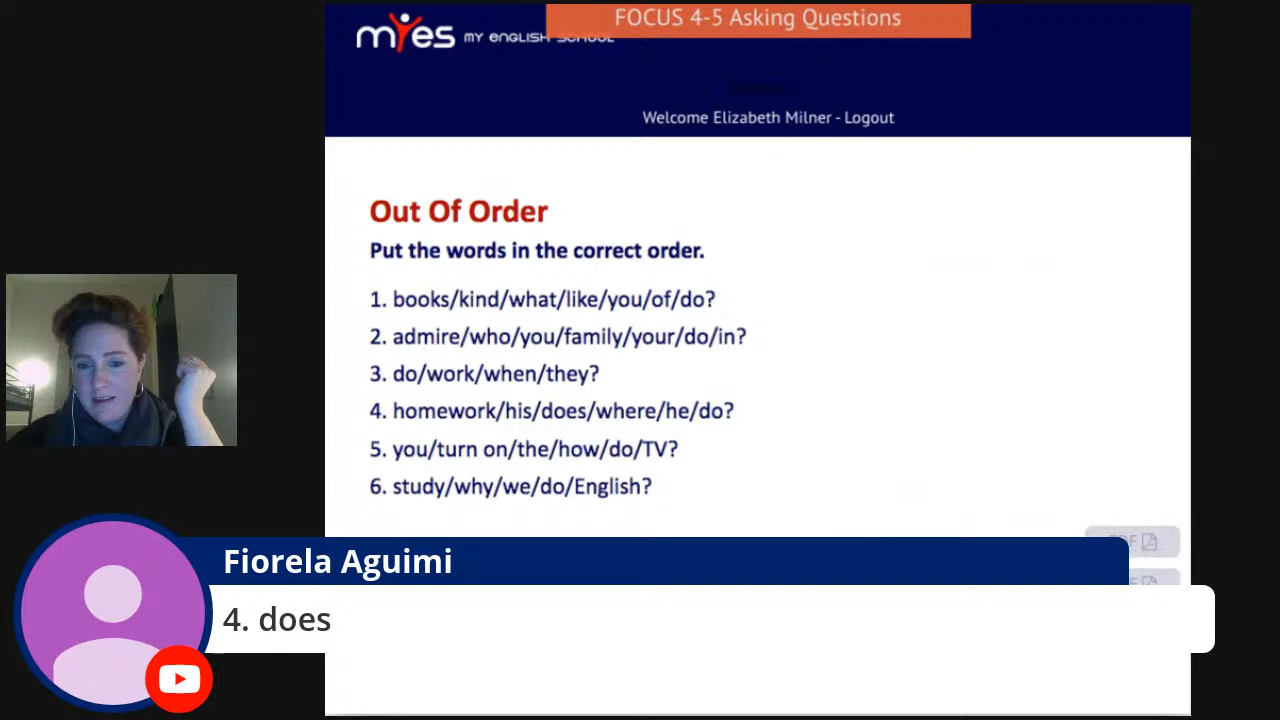 FOCUS 4-5 Asking Questions
myes MY ENGLISH SCHOOL
Welcome Elizabeth Milner - Logout
Out Of Order
Put the words in the correct order.
1. books/kind/what/like/you/of/do?
2. admire/who/you/family/your/do/in?
3. do/work/when/they?
4. homework/his/does/where/he/do?
5. you/turn on/the/how/do/TV?
6. study/why/we/do/English?
Fiorela Aguimi
4. does